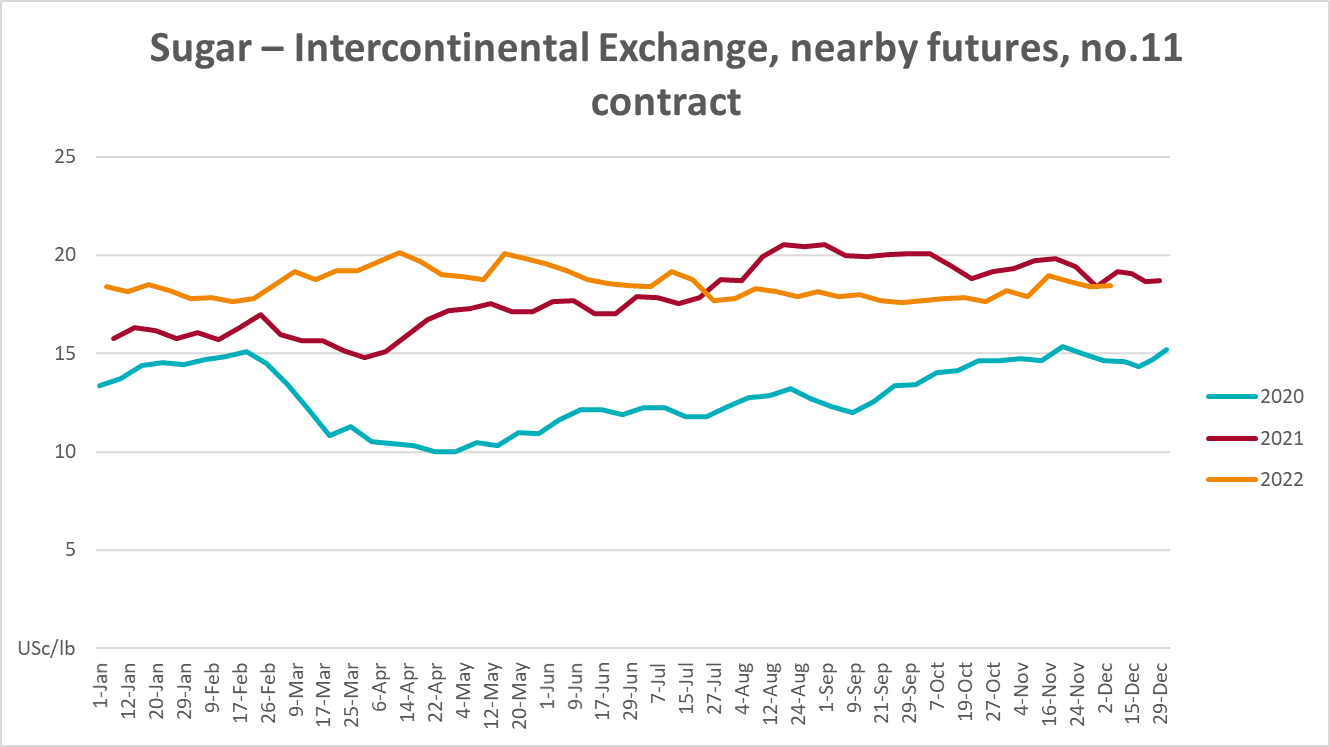 Sugar – Intercontinental Exchange, nearby futures, no.11
contract
25
20
15
10
5
USc/lb
1-Jan
12-Jan
20-Jan
29-Jan
9-Feb
17-Feb
26-Feb
9-Mar
17-Mar
25-Mar
6-Apr
14-Apr
22-Apr
4-May
12-May
20-May
1-Jun
9-Jun
17-Jun
29-Jun
7-Jul
15-Jul
27-Jul
4-Aug
12-Aug
24-Aug
1-Sep
9-Sep
21-Sep
29-Sep
7-Oct
19-Oct
27-Oct
4-Nov
16-Nov
24-Nov
2-Dec
15-Dec
29-Dec
2020
2021
2022